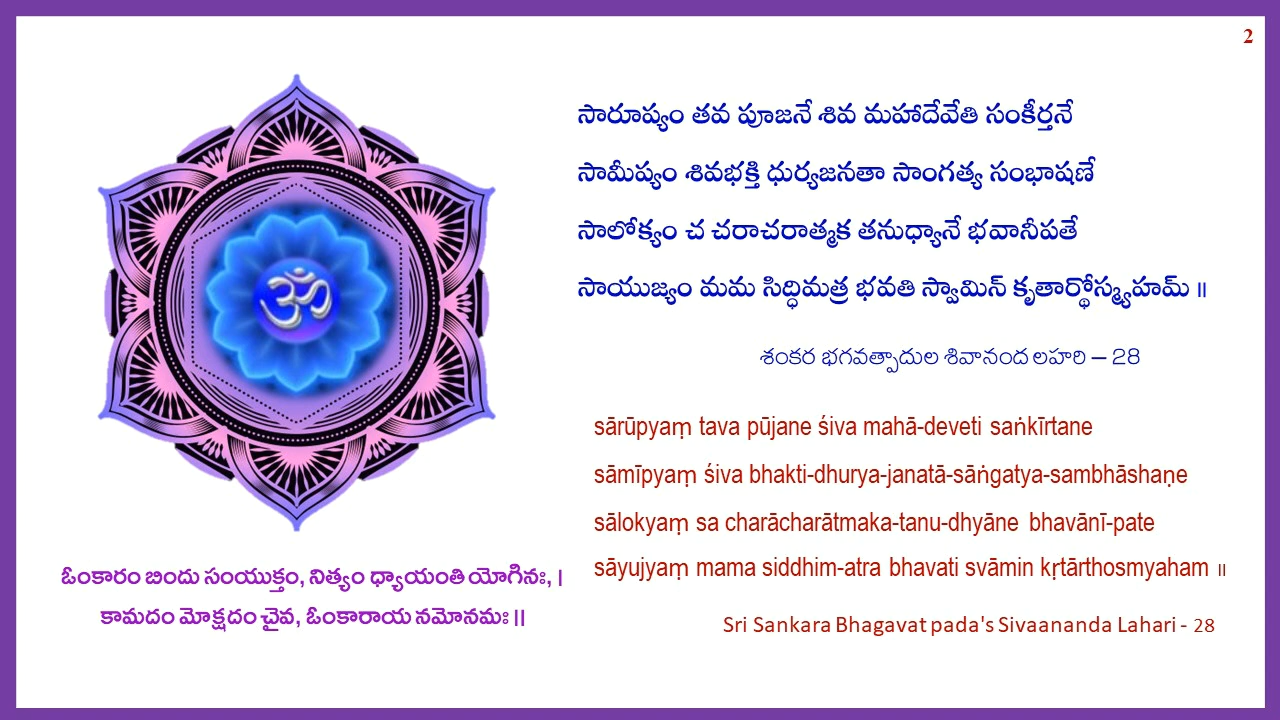 2
సారూప్యం తవ పూజనే శివ మహాదేవేతి సంకీర్తనే
సామీప్యం శివభక్తి ధుర్యజనతా సాంగత్య సంభాషణే
సాలోక్యం చ చరాచరాత్మక తనుధ్యానే భవానీపతే
సాయుజ్యం మమ సిద్ధిమత్ర భవతి స్వామిన్ కృతార్థోస్మ్యహమ్ ॥
శంకర భగవత్పాదుల శివానంద లహరి – 28
sārūpyaṃ tava pūjane śiva mahā-deveti saṅkīrtane
sāmīpyaṃ śiva bhakti-dhurya-janatā-sāṅgatya-sambhāshaṇe
sālokyaṃ sa charācharātmaka-tanu-dhyāne bhavānī-pate
sāyujyaṃ mama siddhim-atra bhavati svāmin kṛtārthosmyaham ॥
Sri Sankara Bhagavat pada's Sivaananda Lahari - 28
ॐ
ఓంకారం బిందు సంయుక్తం, నిత్యం ధ్యాయంతి యోగినః, ।
కామదం మోక్షదం చైవ, ఓంకారాయ నమోనమః ॥